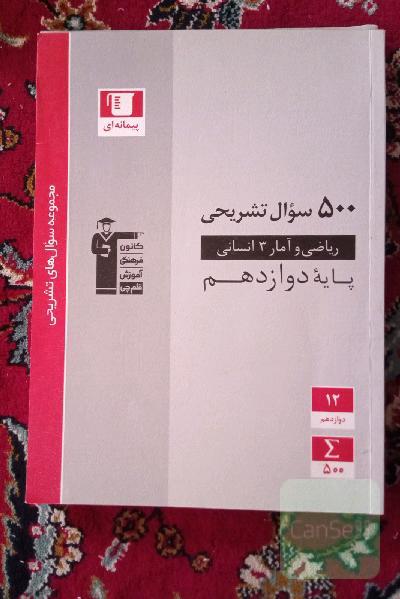 پیمانه‌ای
۵۰۰ سؤال تشریحی
ریاضی و آمار ۳ انسانی
پایهٔ دوازدهم
کانون
فرهنگی
آموزش
قلم‌چی
مجموعه سؤال‌های تشریحی
۱۲
دوازدهم
Σ
۵۰۰
CanSe